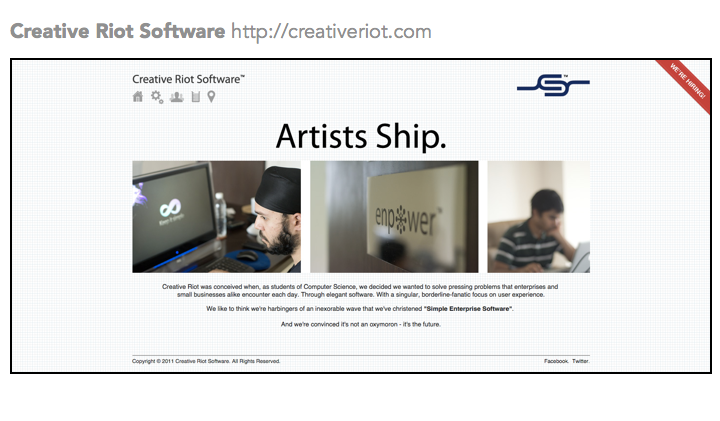 Creative Riot Software http://creativeriot.com
WE'RE HIRING!
Creative Riot Software™
Artists Ship.
enpower™
Creative Riot was conceived when, as students of Computer Science, we decided we wanted to solve pressing problems that enterprises and
small businesses alike encounter each day. Through elegant software. With a singular, borderline-fanatic focus on user experience.
We like to think we're harbingers of an inexorable wave that we've christened "Simple Enterprise Software".
And we're convinced it's not an oxymoron - it's the future.
Copyright © 2011 Creative Riot Software. All Rights Reserved.
Facebook. Twitter.